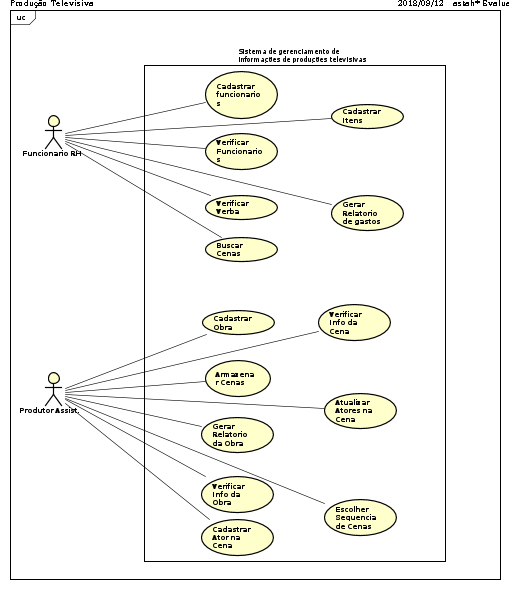 Produção Televisiva 2018/09/12 astah* Evalua
uc
Sistema de gerenciamento de
informações de produções televisivas
Cadastrar
funcionario
s
Cadastrar
Itens
Funcionario RH
Verificar
Funcionario
s
Verificar
Verba
Gerar
Relatorio
de gastos
Buscar
Cenas
Cadastrar
Obra
Verificar
Info da
Cena
Armazena
r Cenas
Produtor Assist.
Atualizar
Atores na
Cena
Gerar
Relatorio
da Obra
Verificar
Info da
Obra
Escolher
Sequencia
de Cenas
Cadastrar
Ator na
Cena